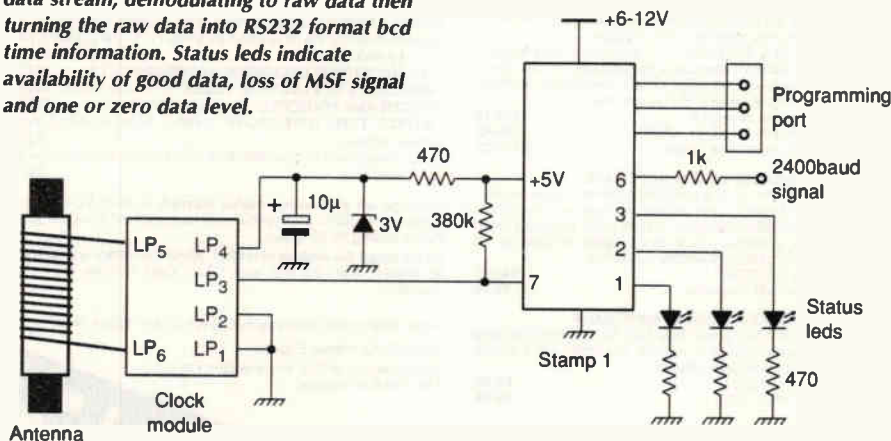 data stream, demodulating to raw data then
turning the raw data into RS232 format bcd
time information. Status leds indicate
availability of good data, loss of MSF signal
and one or zero data level.
+6-12V
Programming
port
1k
2400baud
signal
470
+5V
6
+
10µ
3V
380k
3
LP5
LP4
2
LP3
7
1
LP2
Status
leds
LP6
LP1
Stamp 1
470
Clock
module
Antenna